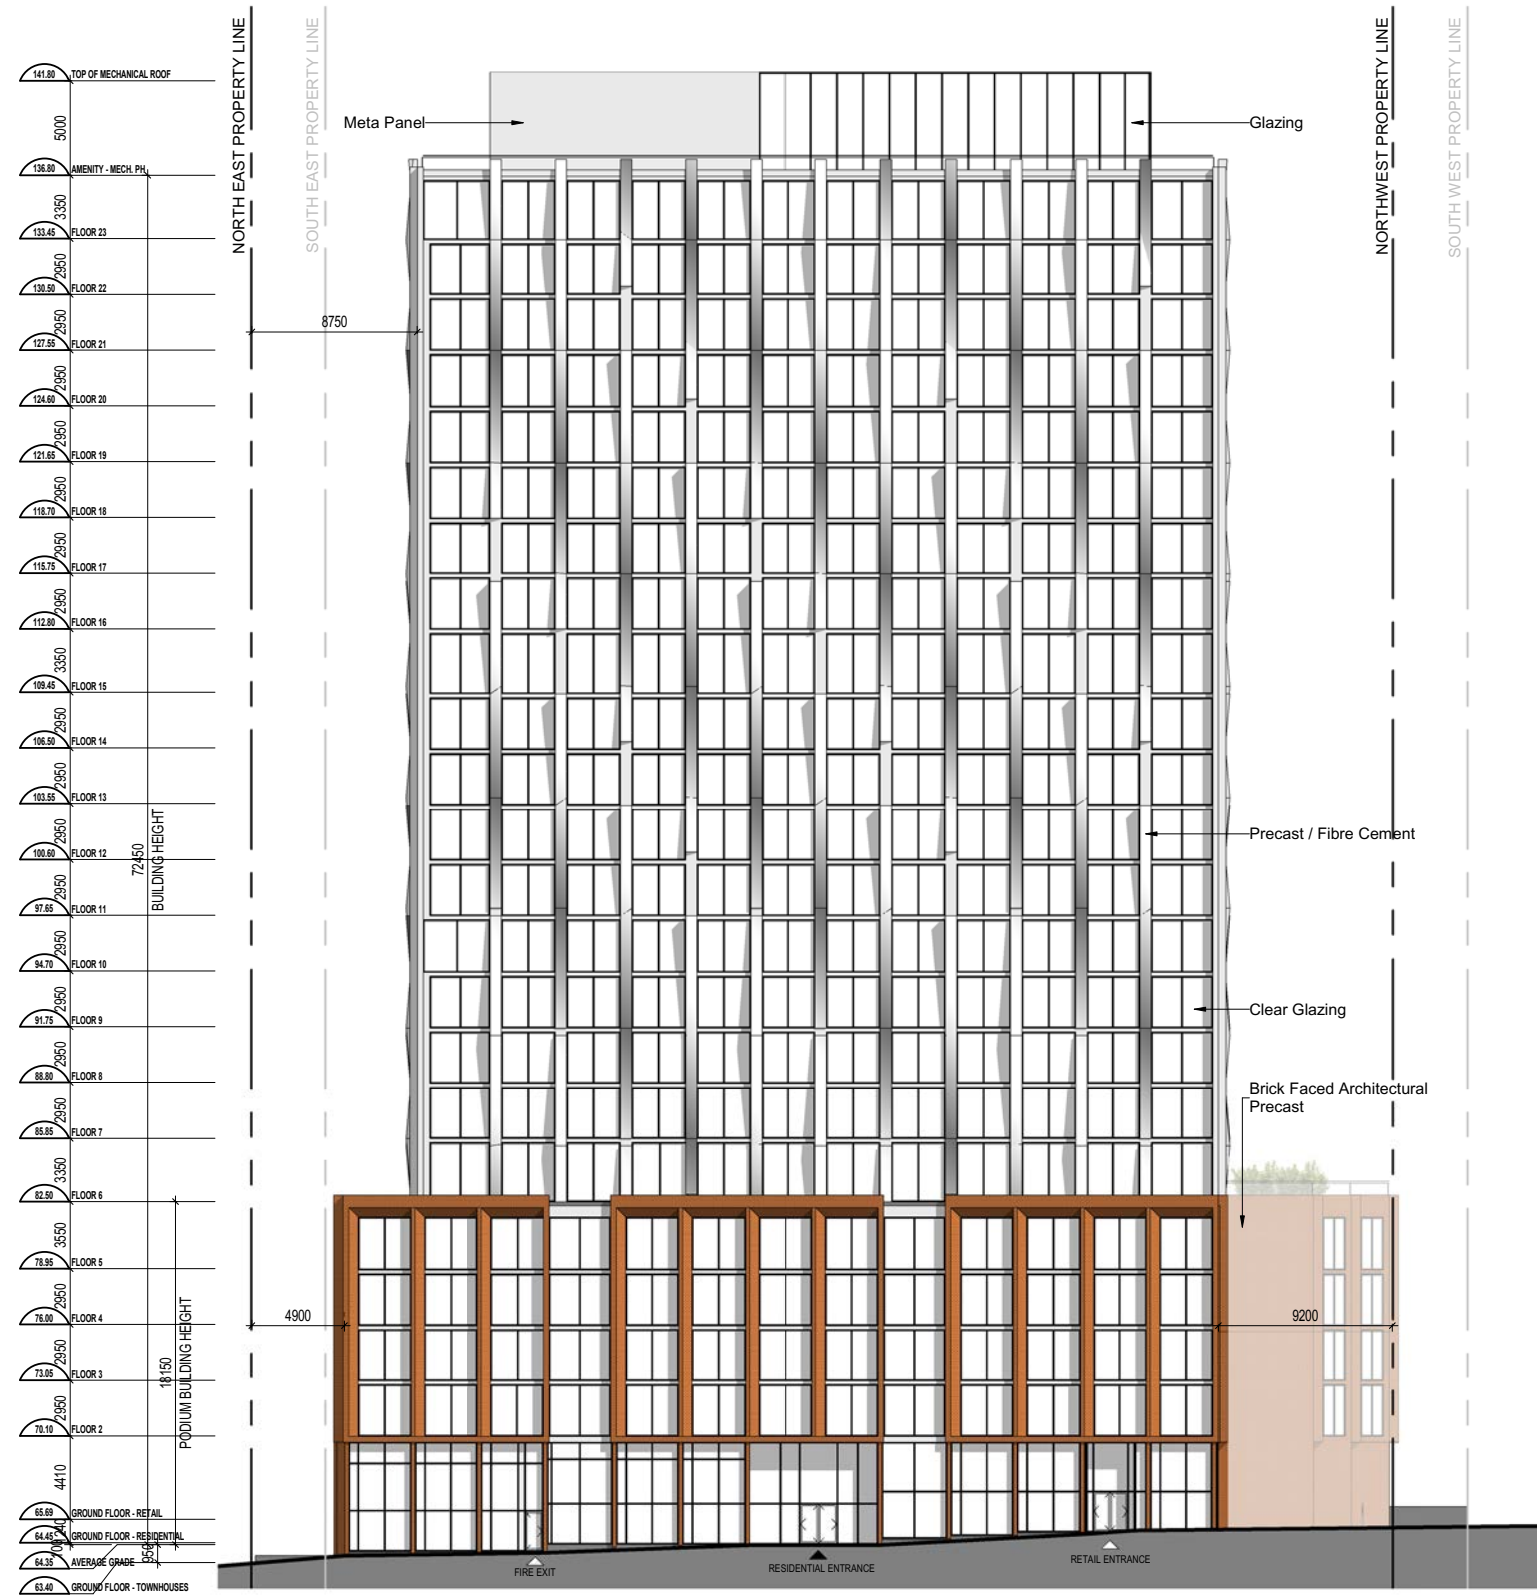 NORTH EAST PROPERTY LINE
SOUTH EAST PROPERTY LINE
NORTHWEST PROPERTY LINE
SOUTH WEST PROPERTY LINE
141.80 TOP OF MECHANICAL ROOF
5000
Meta Panel
Glazing
136.80 AMENITY - MECH. PH.
3350
133.45 FLOOR 23
2950
130.50 FLOOR 22
2950
8750
127.55 FLOOR 21
2950
124.60 FLOOR 20
2950
121.65 FLOOR 19
2950
118.70 FLOOR 18
2950
115.75 FLOOR 17
2950
112.80 FLOOR 16
3350
109.45 FLOOR 15
2950
106.50 FLOOR 14
2950
103.55 FLOOR 13
2950
Precast / Fibre Cement
100.60 FLOOR 12
72450
BUILDING HEIGHT
2950
97.65 FLOOR 11
2950
94.70 FLOOR 10
2950
Clear Glazing
91.75 FLOOR 9
2950
88.80 FLOOR 8
2950
Brick Faced Architectural
Precast
85.85 FLOOR 7
3350
82.50 FLOOR 6
3550
78.95 FLOOR 5
2950
76.00 FLOOR 4
4900
9200
2950
73.05 FLOOR 3
18150
PODIUM BUILDING HEIGHT
2950
70.10 FLOOR 2
4410
65.69 GROUND FLOOR - RETAIL
64.45 GROUND FLOOR - RESIDENTIAL
950
64.35 AVERAGE GRADE
63.40 GROUND FLOOR - TOWNHOUSES
FIRE EXIT
RESIDENTIAL ENTRANCE
RETAIL ENTRANCE